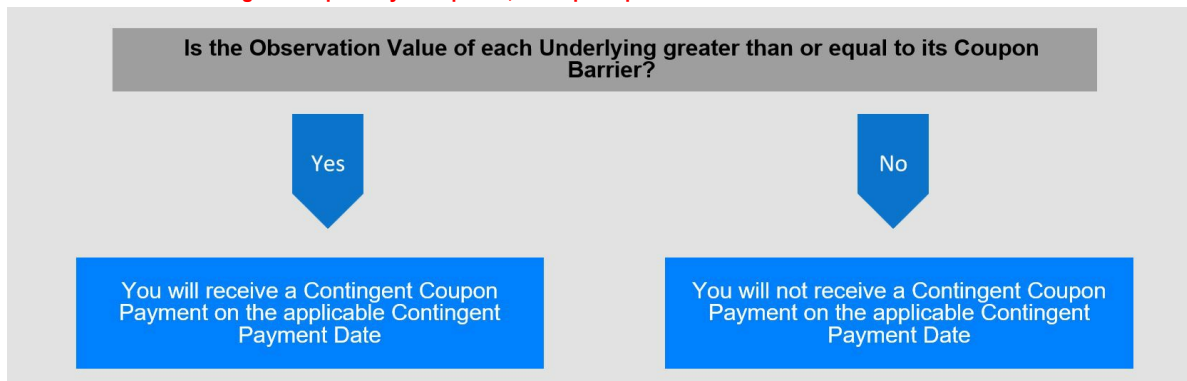 Is the Observation Value of each Underlying greater than or equal to its Coupon
Barrier?
Yes
No
You will receive a Contingent Coupon
Payment on the applicable Contingent
Payment Date
You will not receive a Contingent Coupon
Payment on the applicable Contingent
Payment Date